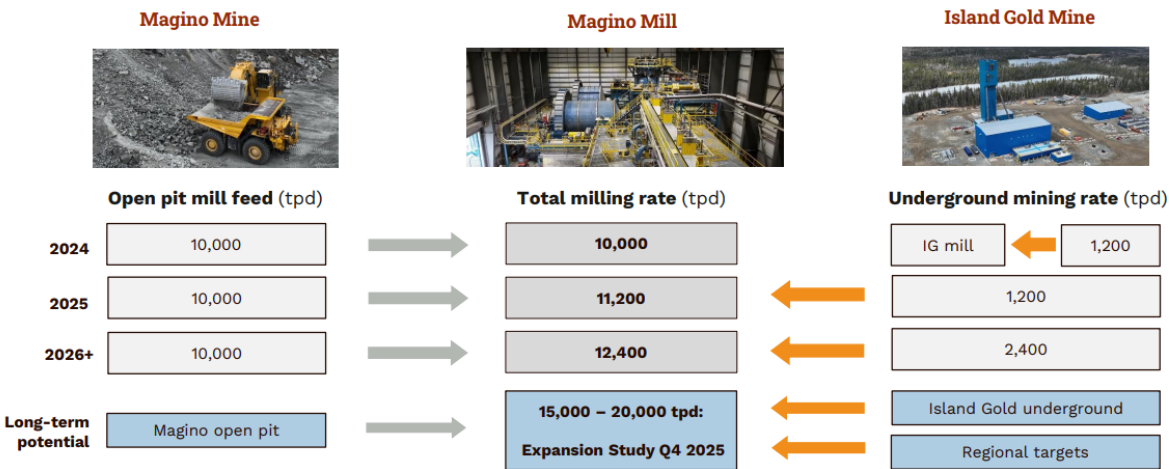 Magino Mine
Magino Mill
Island Gold Mine
Open pit mill feed (tpd)
Total milling rate (tpd)
Underground mining rate (tpd)
2024
10,000
10,000
IG mill
1,200
2025
10,000
11,200
1,200
2026+
10,000
12,400
2,400
Long-term
potential
Magino open pit
15,000 – 20,000 tpd:
Expansion Study Q4 2025
Island Gold underground
Regional targets